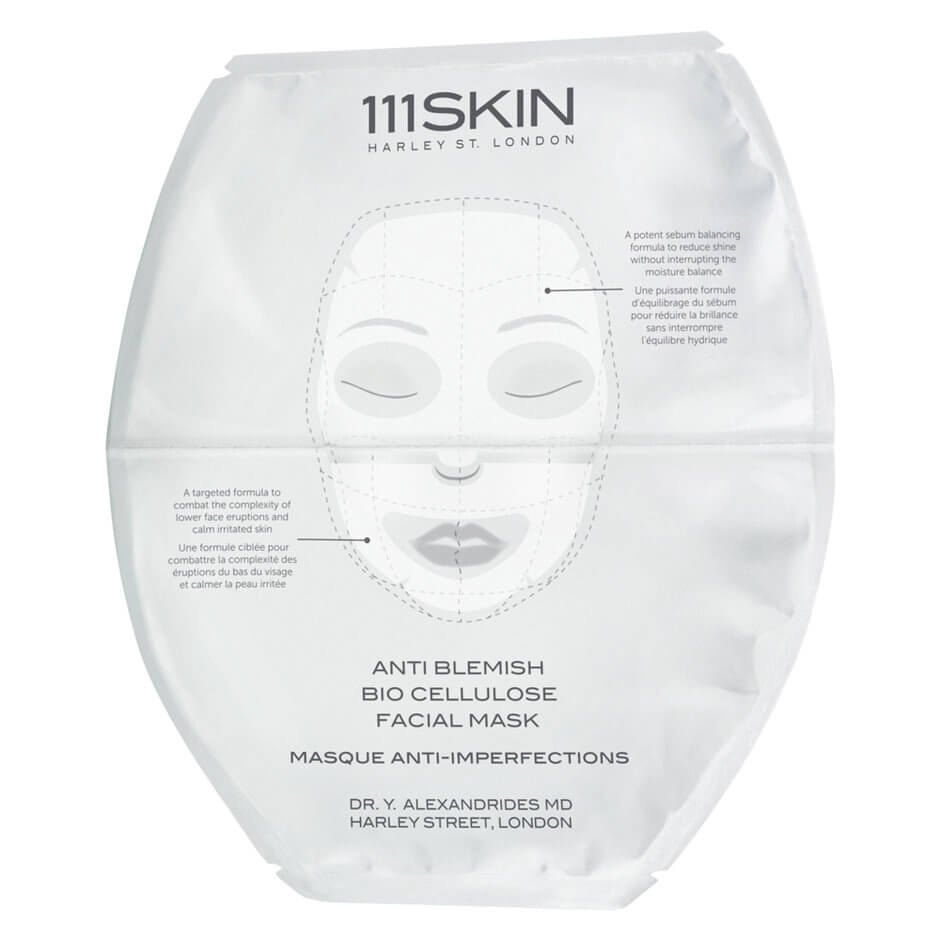 111SKIN
HARLEY ST. LONDON
A potent sebum balancing
formula to reduce shine
without interrupting the
moisture balance
Une puissante formule
d'équilibrage du sébum
pour réduire la brillance
sans interrompre
l'équilibre hydrique
A targeted formula to
combat the complexity of
lower face eruptions and
calm irritated skin
Une formule ciblée pour
combattre la complexité des
éruptions du bas du visage
et calmer la peau irritée
ANTI BLEMISH
BIO CELLULOSE
FACIAL MASK
MASQUE ANTI-IMPERFECTIONS
DR. Y. ALEXANDRIDES MD
HARLEY STREET, LONDON